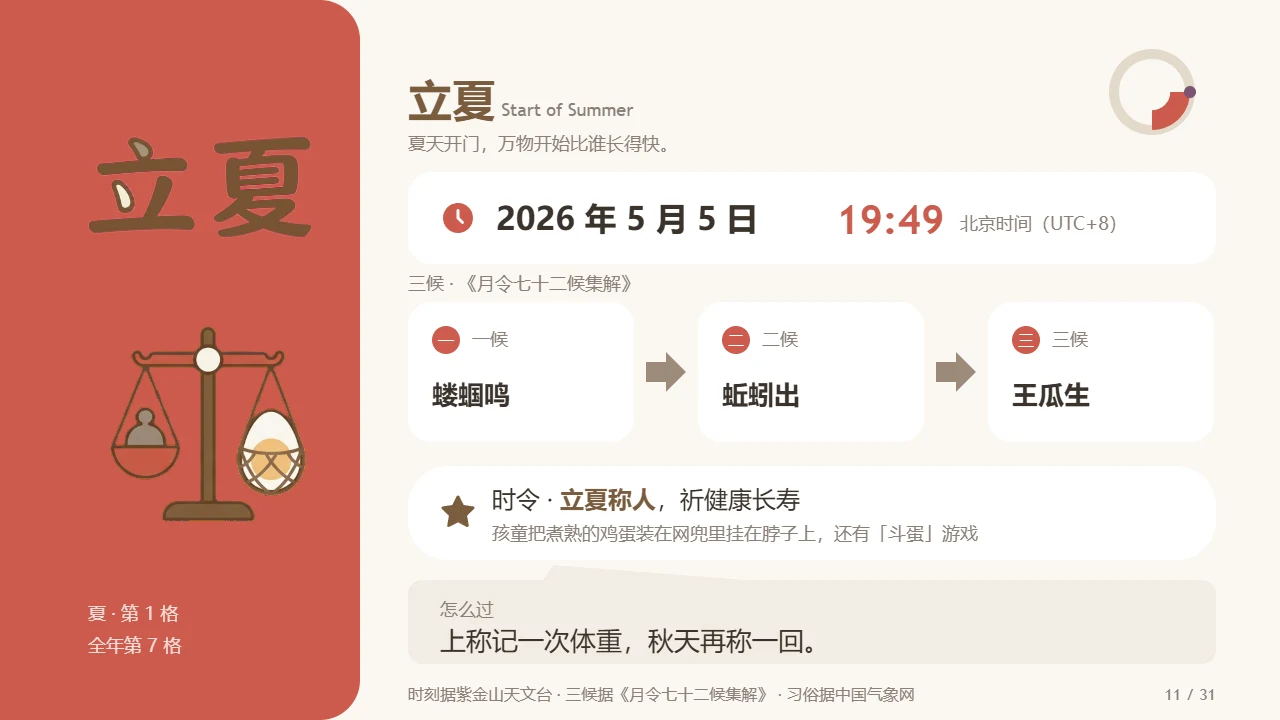 立夏
夏 · 第 1 格
全年第 7 格
立夏 Start of Summer
夏天开门，万物开始比谁长得快。
2026 年 5 月 5 日 19:49 北京时间（UTC+8）
三候 · 《月令七十二候集解》
一 一候
蝼蝈鸣
二 二候
蚯蚓出
三 三候
王瓜生
时令 · 立夏称人，祈健康长寿
孩童把煮熟的鸡蛋装在网兜里挂在脖子上，还有「斗蛋」游戏
怎么过
上称记一次体重，秋天再称一回。
时刻据紫金山天文台 · 三候据《月令七十二候集解》 · 习俗据中国气象网
11 / 31